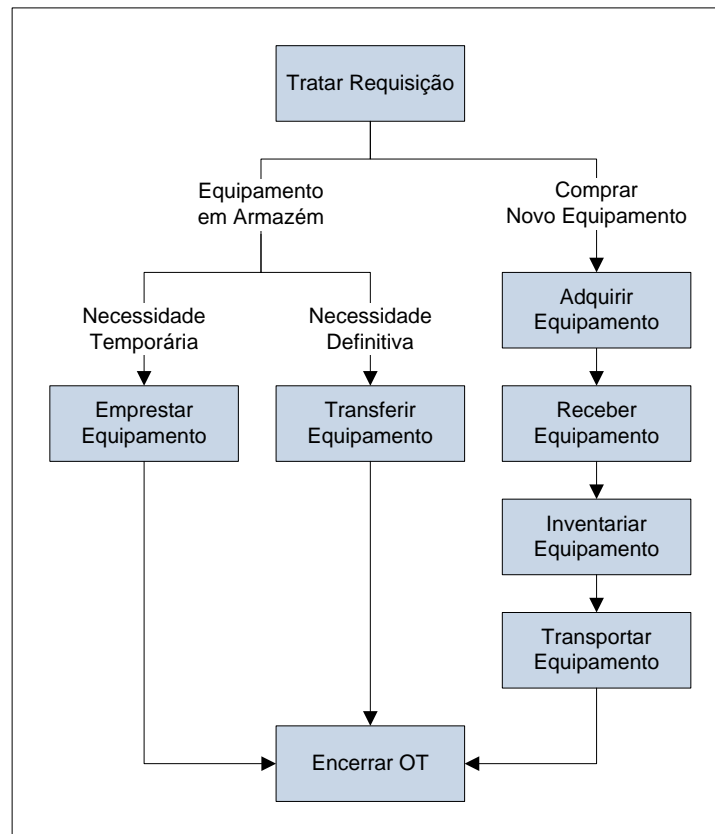 Tratar Requisição
Equipamento
em Armazém
Comprar
Novo Equipamento
Necessidade
Temporária
Necessidade
Definitiva
Adquirir
Equipamento
Emprestar
Equipamento
Transferir
Equipamento
Receber
Equipamento
Inventariar
Equipamento
Transportar
Equipamento
Encerrar OT